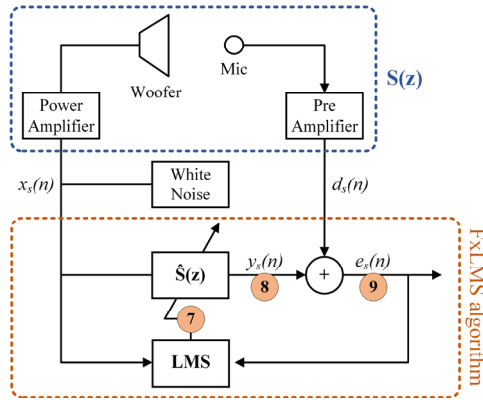 Woofer
Mic
S(z)
Power
Amplifier
Pre
Amplifier
xs(n)
White
Noise
ds(n)
Ŝ(z)
ys(n)
8
+
es(n)
9
7
LMS
FxLMS algorithm